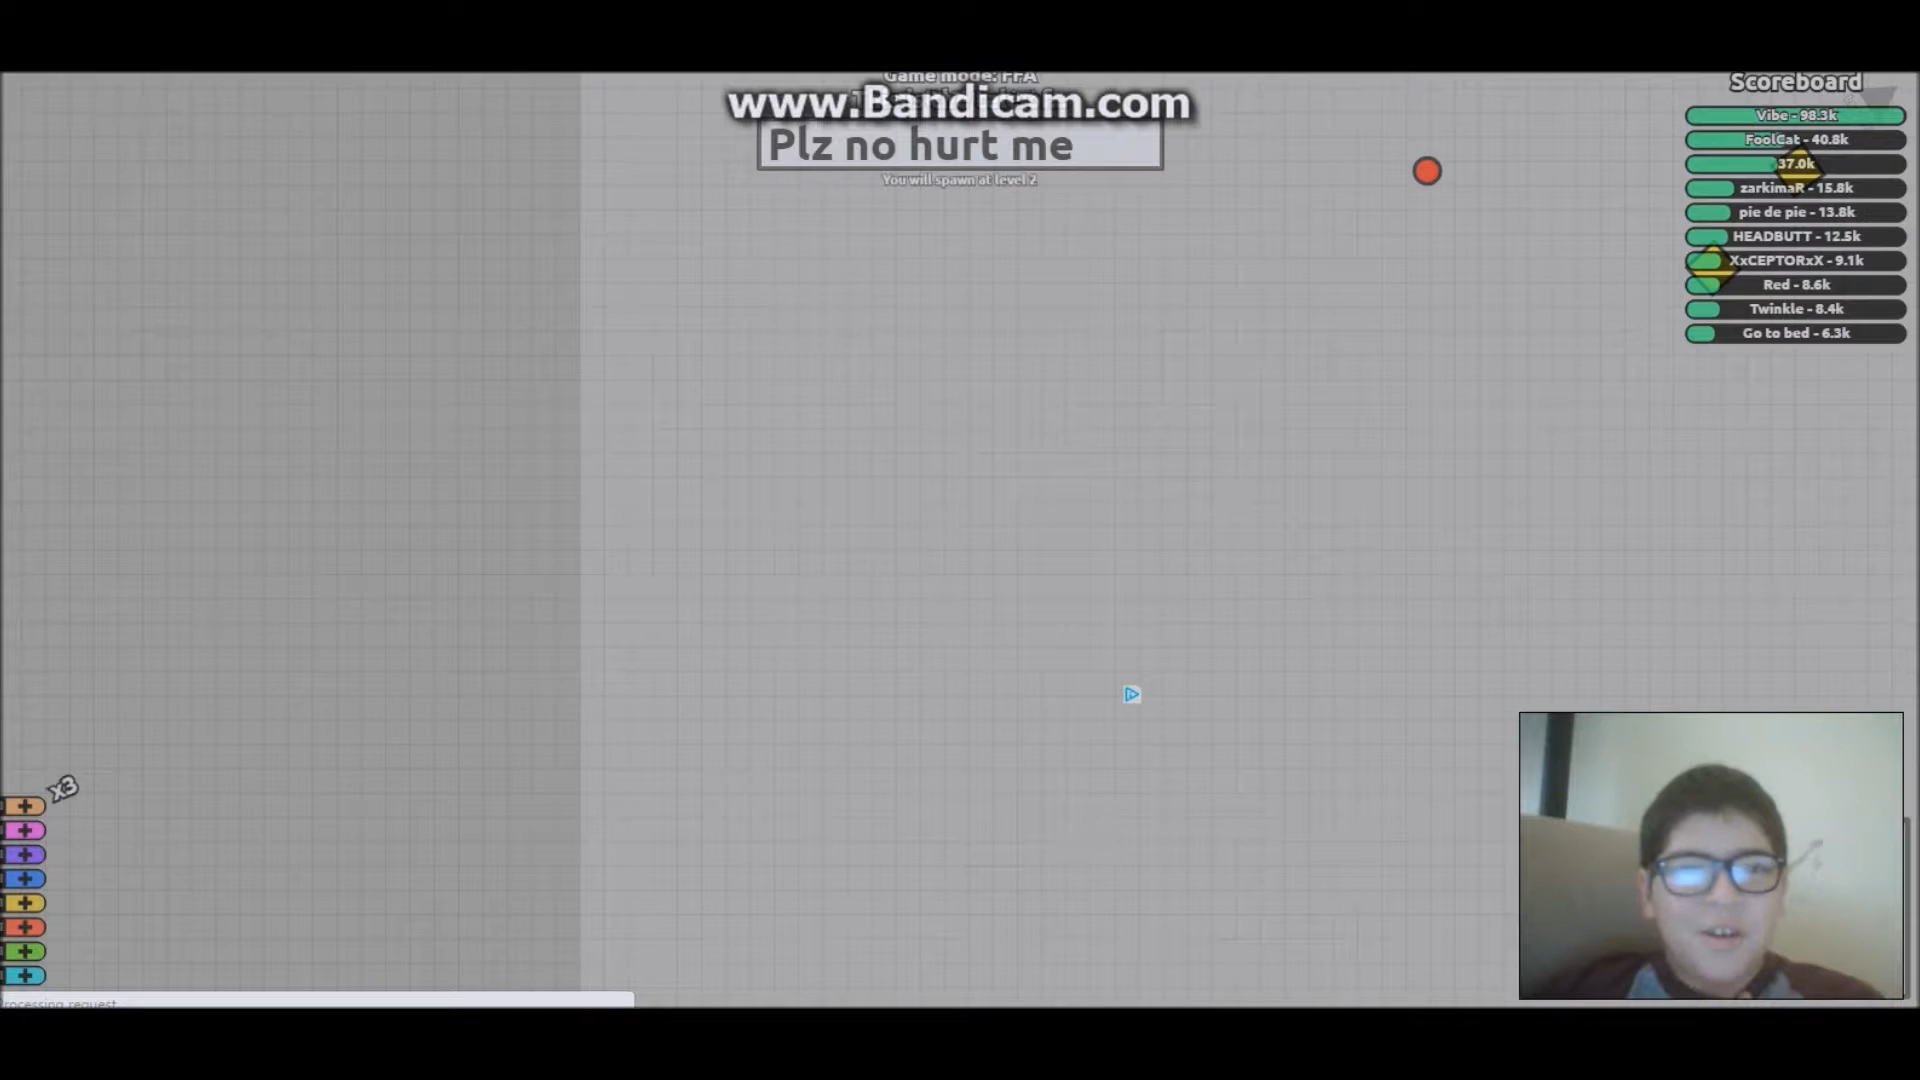 Game mode: FFA
www.Bandicam.com
Plz no hurt me
You will spawn at level 2
Scoreboard
Vibe - 98.3k
FoolCat - 40.8k
37.0k
zarkimaR - 15.8k
pie de pie - 13.8k
HEADBUTT - 12.5k
XxCEPTORxX - 9.1k
Red - 8.6k
Twinkle - 8.4k
Go to bed - 6.3k
x3
Processing request